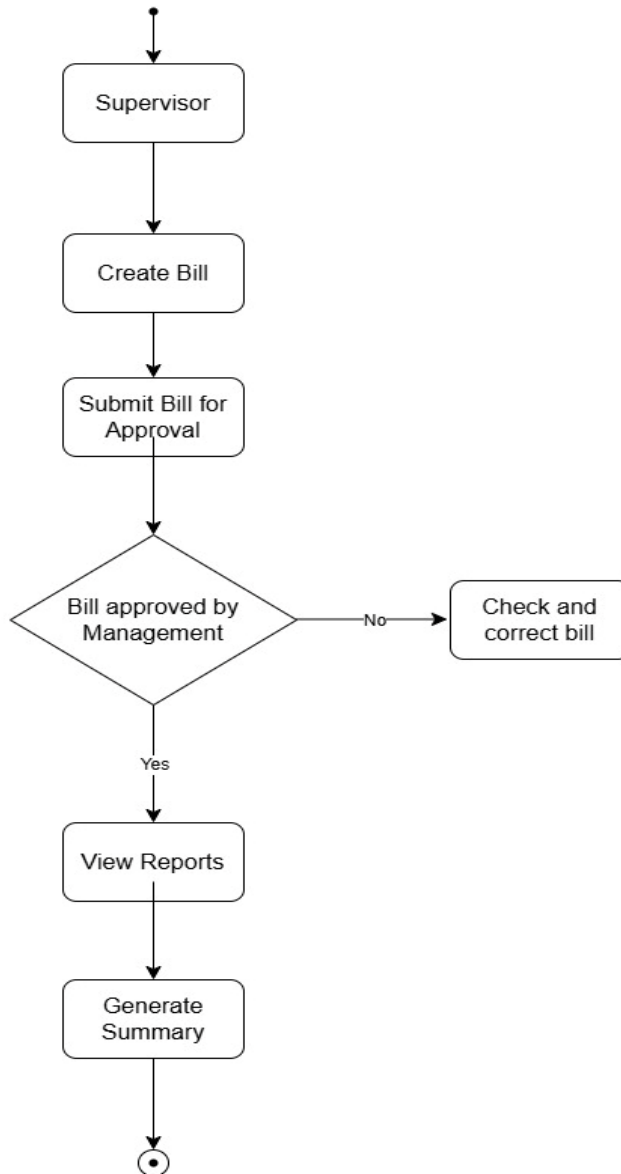 Supervisor
Create Bill
Submit Bill for
Approval
Bill approved by
Management
No
Check and
correct bill
Yes
View Reports
Generate
Summary